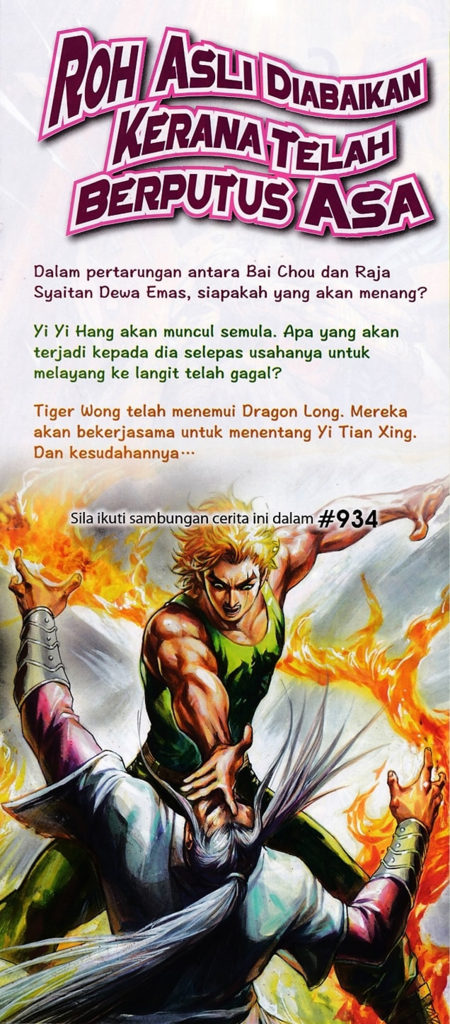 ROH ASLI DIABAIKAN
KERANA TELAH
BERPUTUS ASA
Dalam pertarungan antara Bai Chou dan Raja
Syaitan Dewa Emas, siapakah yang akan menang?
Yi Yi Hang akan muncul semula. Apa yang akan
terjadi kepada dia selepas usahanya untuk
melayang ke langit telah gagal?
Tiger Wong telah menemui Dragon Long. Mereka
akan bekerjasama untuk menentang Yi Tian Xing.
Dan kesudahannya…
Sila ikuti sambungan cerita ini dalam #934